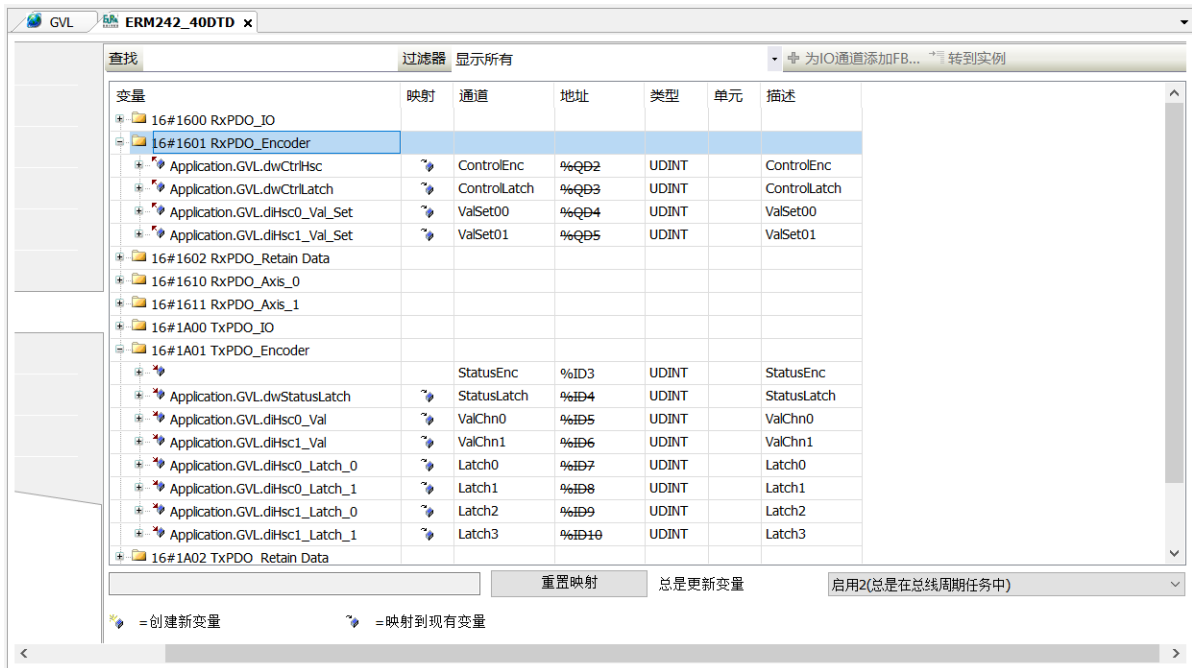 GVL ERM242_40DTD x
查找 过滤器 显示所有 为IO通道添加FB... 转到实例
变量 映射 通道 地址 类型 单元 描述
16#1600 RxPDO_IO
16#1601 RxPDO_Encoder
Application.GVL.dwCtrlHsc ControlEnc %QD2 UDINT ControlEnc
Application.GVL.dwCtrlLatch ControlLatch %QD3 UDINT ControlLatch
Application.GVL.diHsc0_Val_Set ValSet00 %QD4 UDINT ValSet00
Application.GVL.diHsc1_Val_Set ValSet01 %QD5 UDINT ValSet01
16#1602 RxPDO_Retain Data
16#1610 RxPDO_Axis_0
16#1611 RxPDO_Axis_1
16#1A00 TxPDO_IO
16#1A01 TxPDO_Encoder
StatusEnc %ID3 UDINT StatusEnc
Application.GVL.dwStatusLatch StatusLatch %ID4 UDINT StatusLatch
Application.GVL.diHsc0_Val ValChn0 %ID5 UDINT ValChn0
Application.GVL.diHsc1_Val ValChn1 %ID6 UDINT ValChn1
Application.GVL.diHsc0_Latch_0 Latch0 %ID7 UDINT Latch0
Application.GVL.diHsc0_Latch_1 Latch1 %ID8 UDINT Latch1
Application.GVL.diHsc1_Latch_0 Latch2 %ID9 UDINT Latch2
Application.GVL.diHsc1_Latch_1 Latch3 %ID10 UDINT Latch3
16#1A02 TxPDO_Retain Data
重置映射 总是更新变量 启用2(总是在总线周期任务中)
=创建新变量 =映射到现有变量